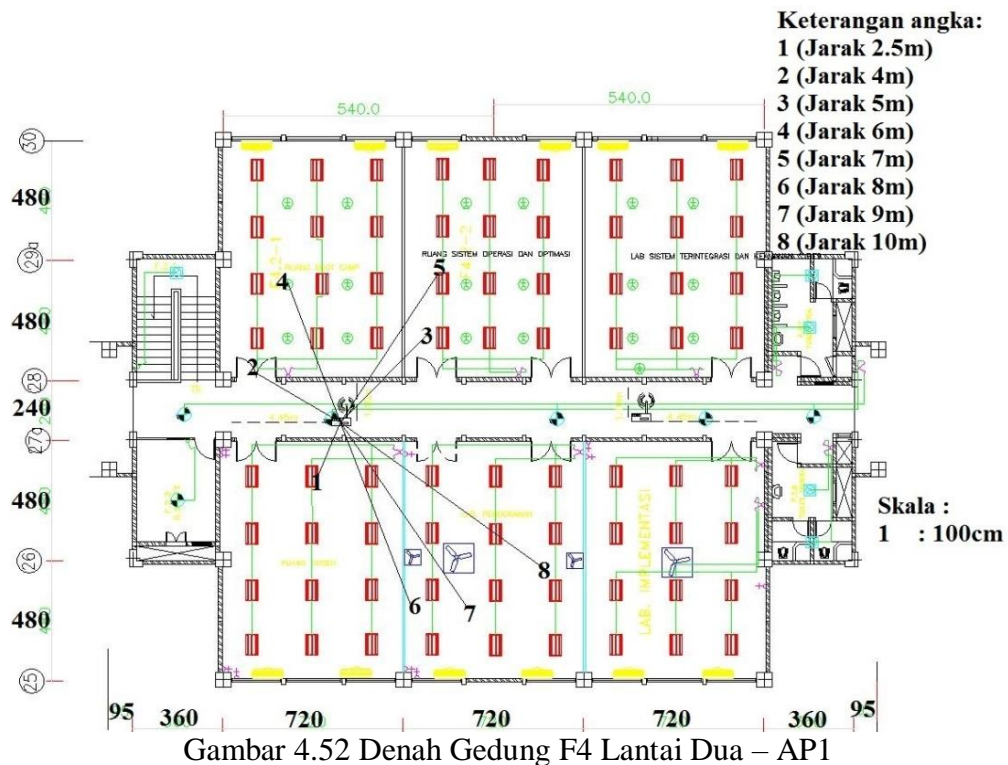 Keterangan angka:
1 (Jarak 2.5m)
2 (Jarak 4m)
3 (Jarak 5m)
4 (Jarak 6m)
5 (Jarak 7m)
6 (Jarak 8m)
7 (Jarak 9m)
8 (Jarak 10m)
540.0
540.0
30
480
29a
480
28
240
27a
480
26
480
25
RUANG SISTEM OPERASI DAN OPTIMASI
LAB SISTEM TERINTEGRASI DAN
4
5
3
2
1
8
6
7
LAB. IMPLEMENTASI
Skala :
1 : 100cm
95
360
720
720
720
360
95
Gambar 4.52 Denah Gedung F4 Lantai Dua – AP1